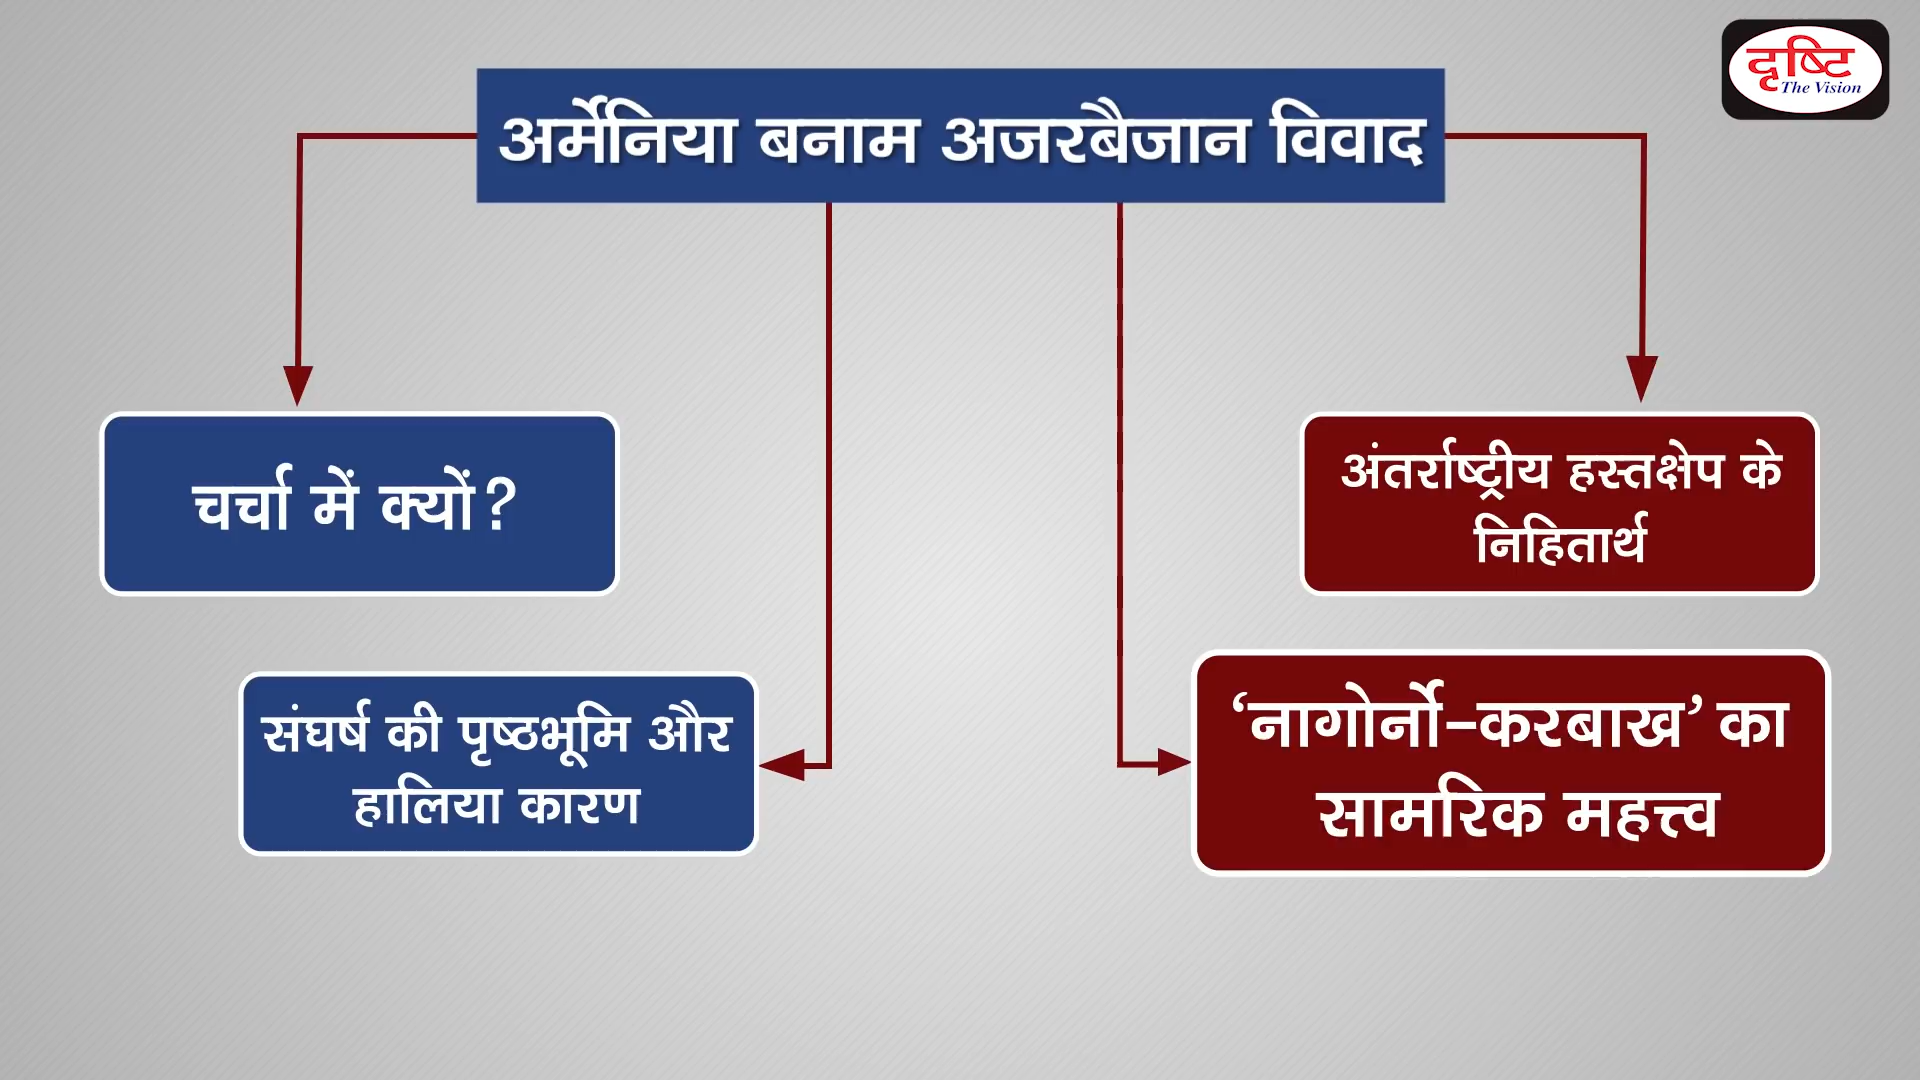 दृष्टि
The Vision
अर्मेनिया बनाम अजरबैजान विवाद
चर्चा में क्यों?
अंतर्राष्ट्रीय हस्तक्षेप के
निहितार्थ
संघर्ष की पृष्ठभूमि और
हालिया कारण
‘नागोर्नो-करबाख’ का
सामरिक महत्त्व